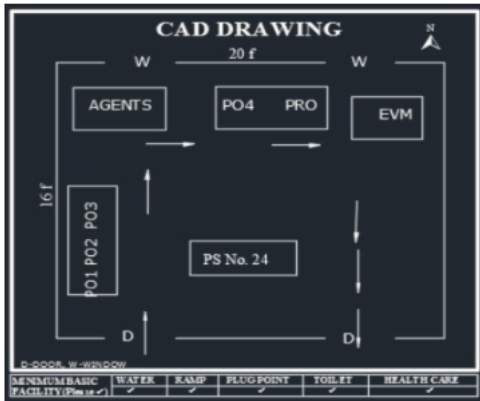 CAD DRAWING
N
W 20 f W
AGENTS PO4 PRO EVM
16 f
PO1 PO2 PO3
PS No. 24
D D
D-DOOR, W-WINDOW
MINIMUM BASIC FACILITY(Please ✓) WATER RAMP PLUG POINT TOILET HEALTH CARE
✓ ✓ ✓ ✓ ✓